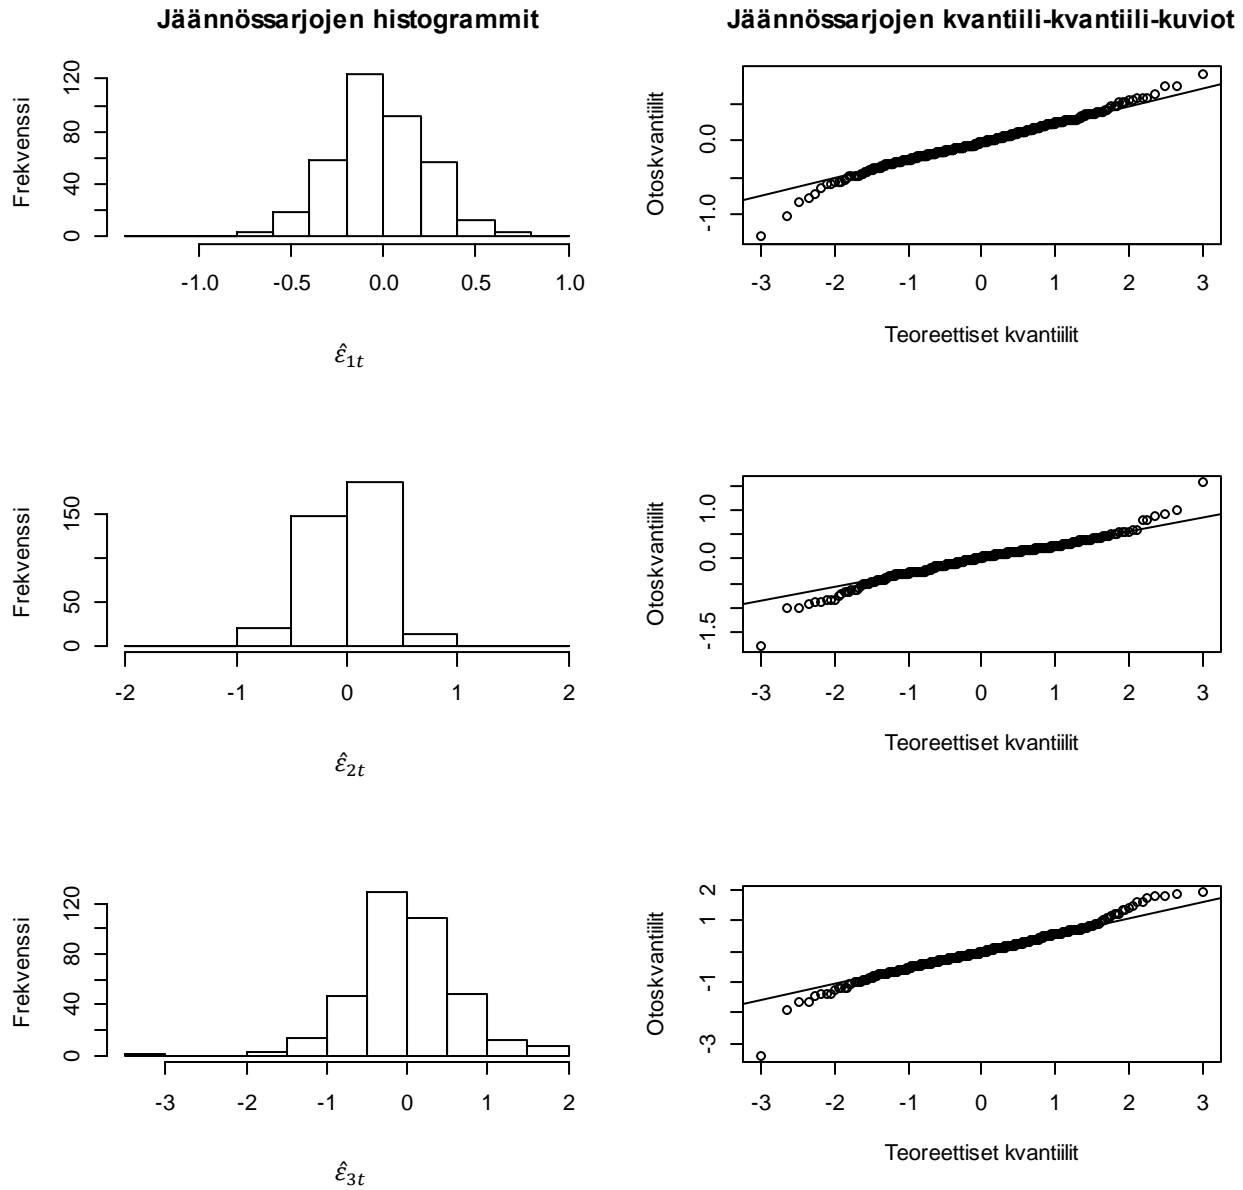 Jäännössarjojen histogrammit
Jäännössarjojen kvantiili-kvantiili-kuviot
Frekvenssi
0 40 80 120
-1.0 -0.5 0.0 0.5 1.0
ε̂1t
Otoskvantiilit
-1.0 0.0
-3 -2 -1 0 1 2 3
Teoreettiset kvantiilit
Frekvenssi
0 50 150
-2 -1 0 1 2
ε̂2t
Otoskvantiilit
-1.5 0.0 1.0
-3 -2 -1 0 1 2 3
Teoreettiset kvantiilit
Frekvenssi
0 40 80 120
-3 -2 -1 0 1 2
ε̂3t
Otoskvantiilit
-3 -1 1 2
-3 -2 -1 0 1 2 3
Teoreettiset kvantiilit